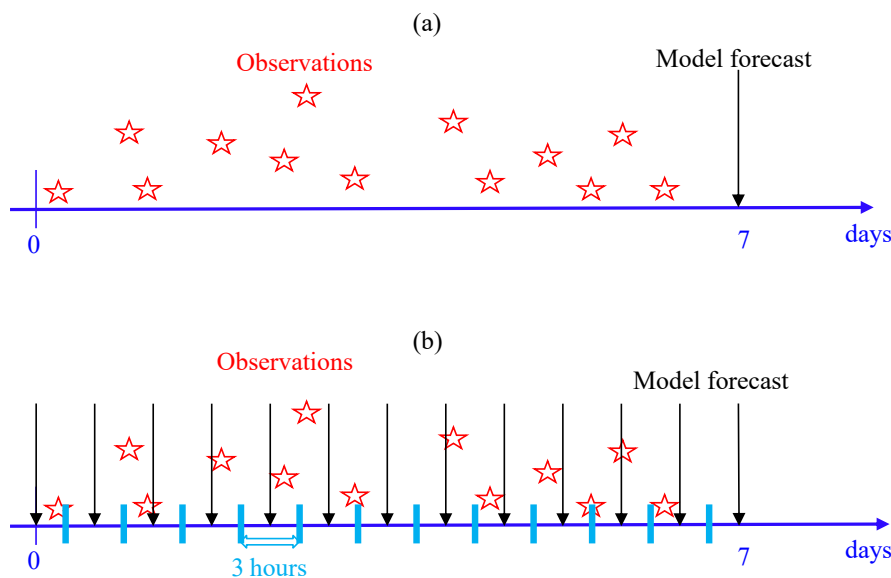 (a)
Observations
Model forecast
0
7
days
(b)
Observations
Model forecast
0
3 hours
7
days